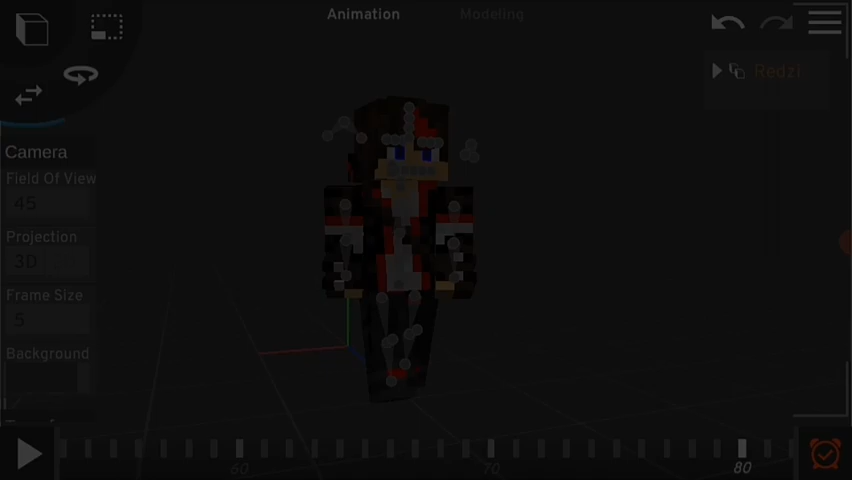 Animation
Modeling
Redzi
Camera
Field Of View
45
Projection
3D
Frame Size
5
Background
60
70
80